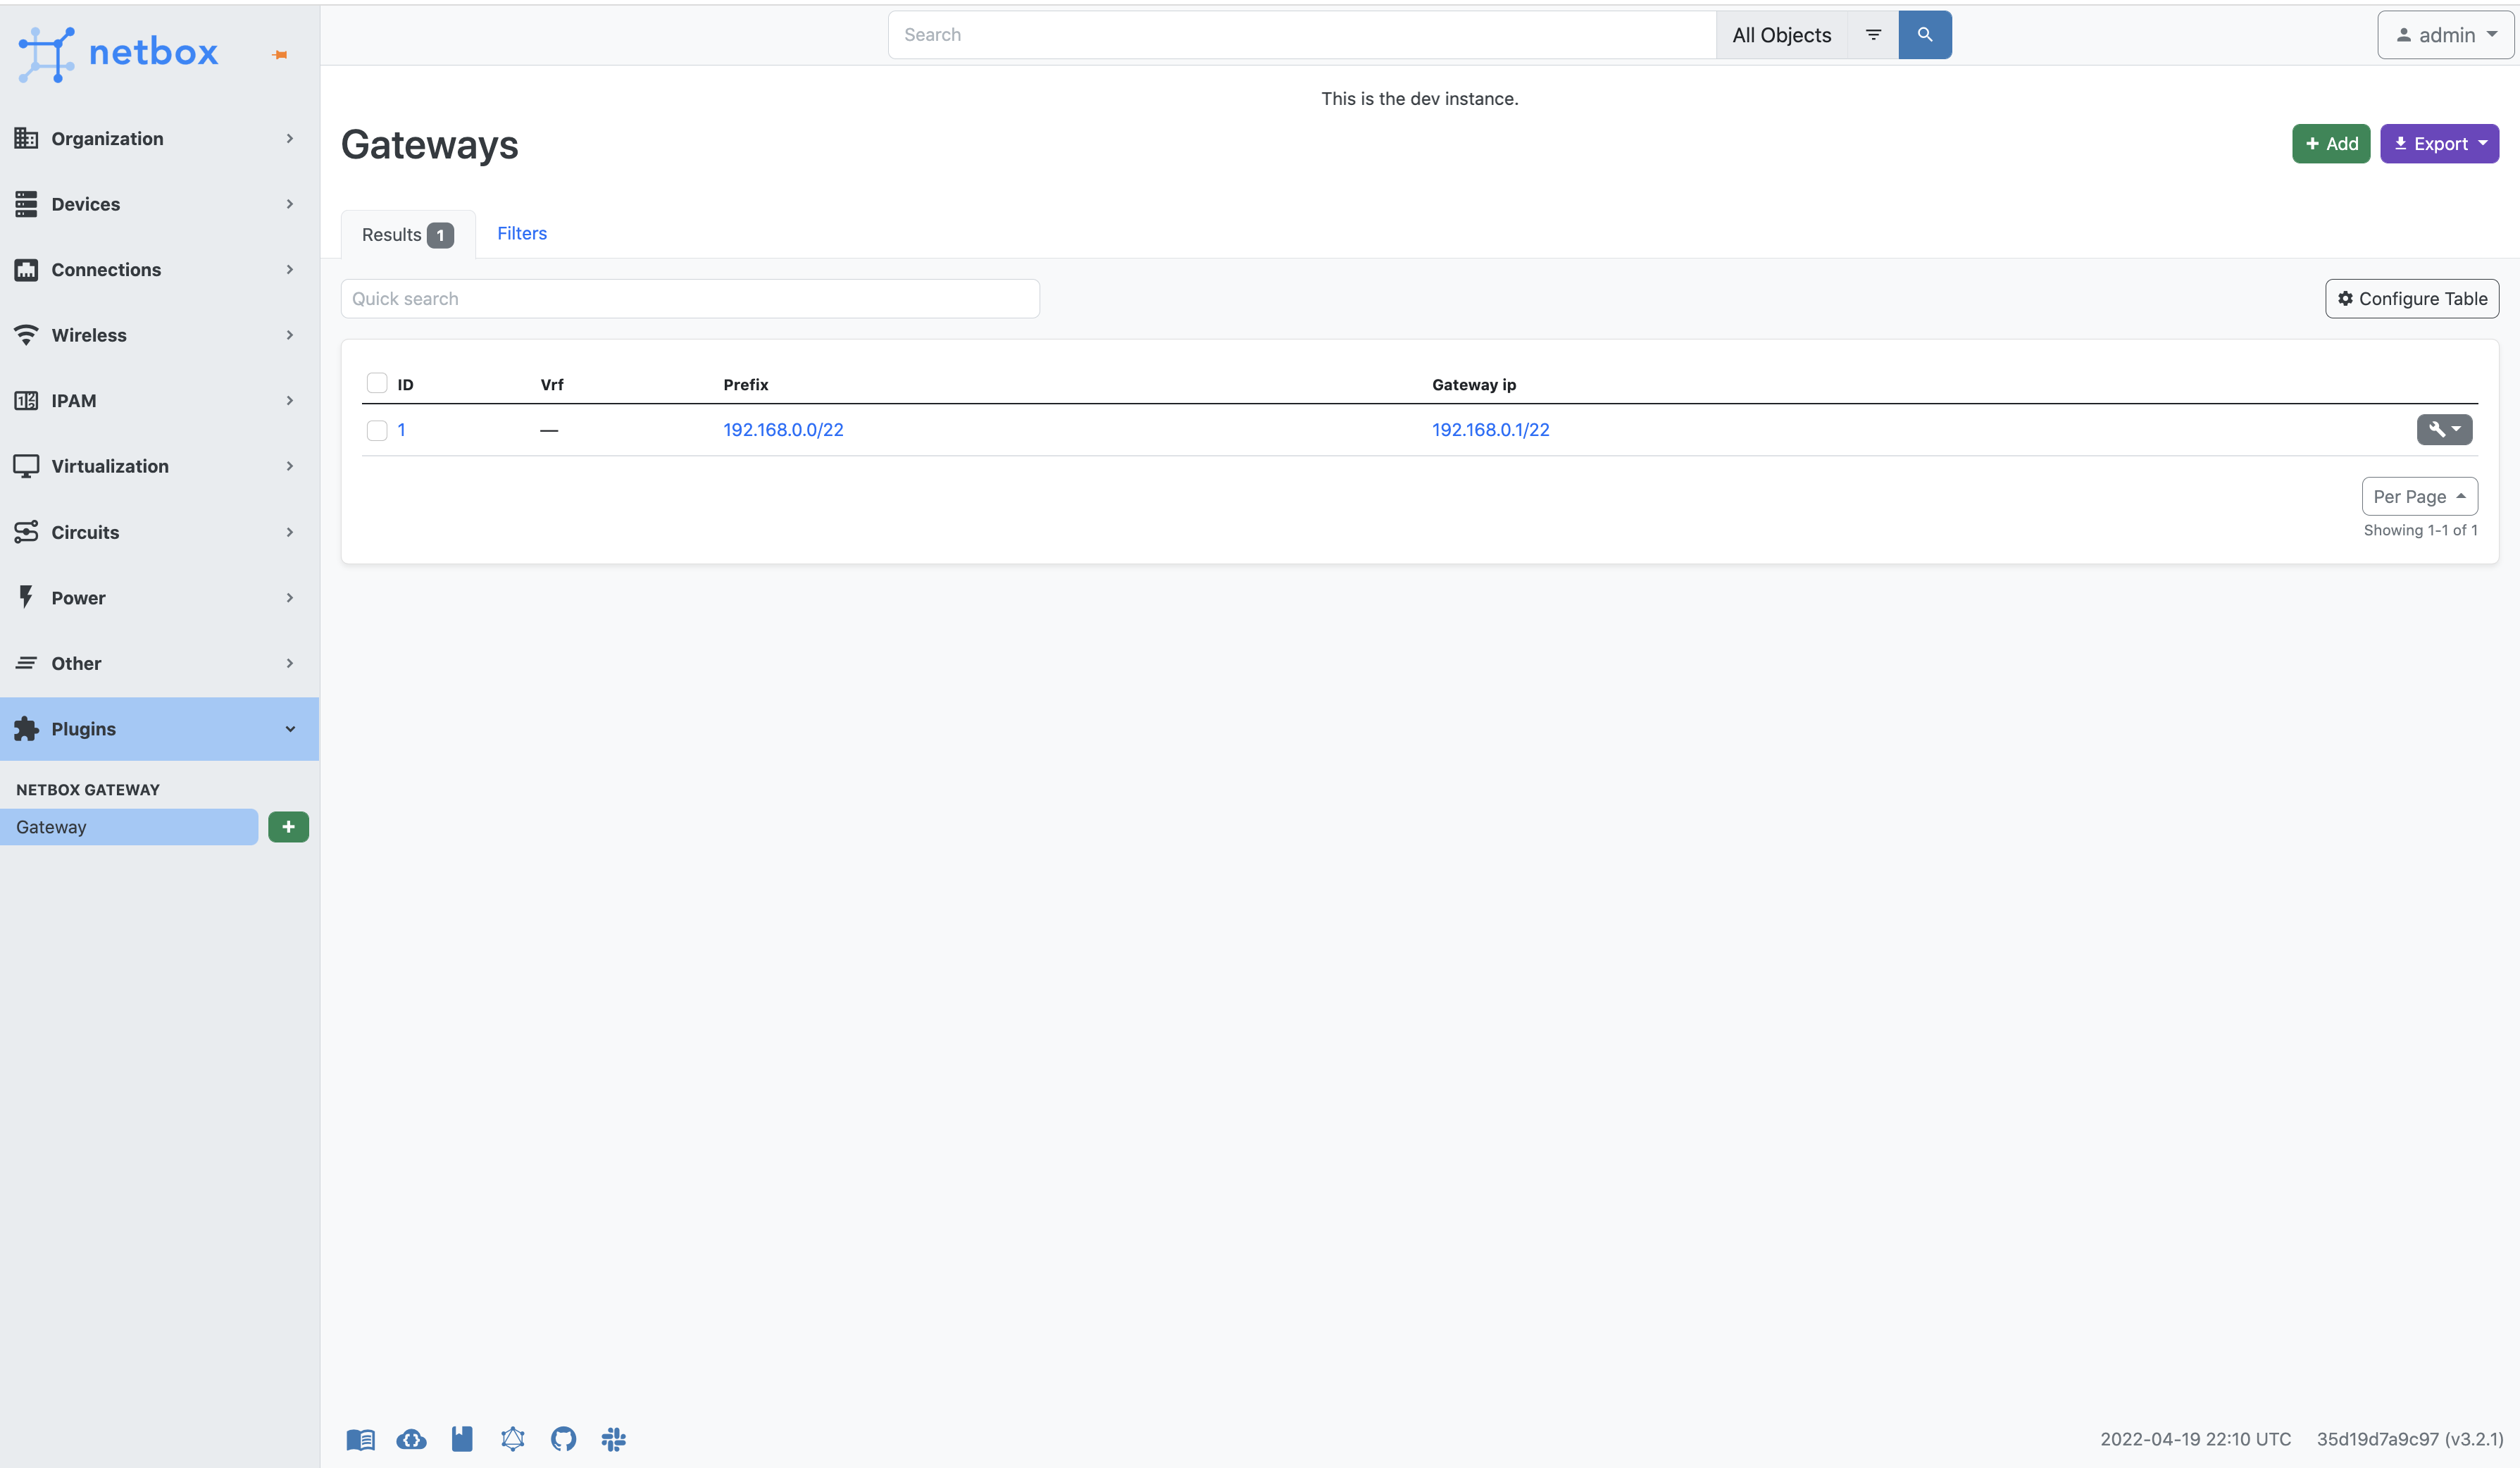 netbox
Search
All Objects
admin
This is the dev instance.
Gateways
Add
Export
Organization
Devices
Connections
Wireless
IPAM
Virtualization
Circuits
Power
Other
Plugins
NETBOX GATEWAY
Gateway
Results 1
Filters
Quick search
Configure Table
ID Vrf Prefix Gateway ip
1 — 192.168.0.0/22 192.168.0.1/22
Per Page
Showing 1-1 of 1
2022-04-19 22:10 UTC 35d19d7a9c97 (v3.2.1)